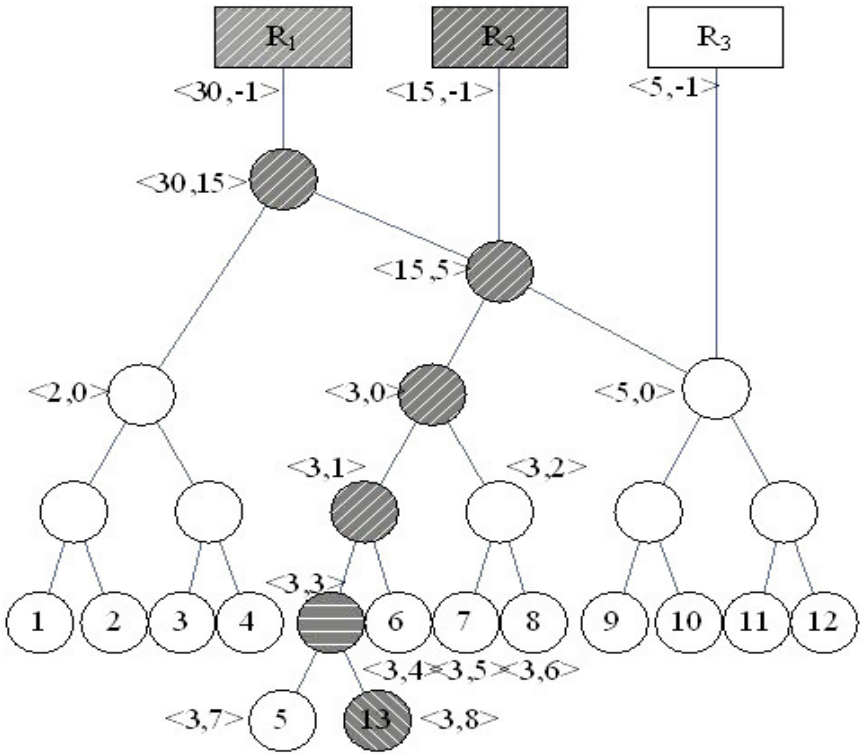 R₁ R₂ R₃
<30,-1> <15,-1> <5,-1>
<30,15>
<15,5>
<2,0> <3,0> <5,0>
<3,1> <3,2>
<3,3>
1 2 3 4 6 7 8 9 10 11 12
<3,4><3,5><3,6>
<3,7> 5 13 <3,8>